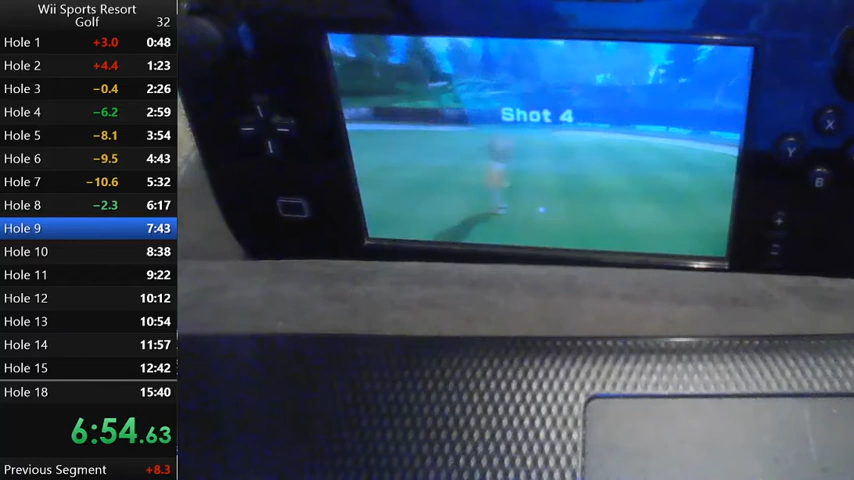 Wii Sports Resort
Golf 32
Hole 1 +3.0 0:48
Hole 2 +4.4 1:23
Hole 3 −0.4 2:26
Hole 4 −6.2 2:59
Hole 5 −8.1 3:54
Hole 6 −9.5 4:43
Hole 7 −10.6 5:32
Hole 8 −2.3 6:17
Hole 9 7:43
Hole 10 8:38
Hole 11 9:22
Hole 12 10:12
Hole 13 10:54
Hole 14 11:57
Hole 15 12:42
Hole 18 15:40
6:54.63
Previous Segment +8.3
Shot 4
X
Y
B
+
−